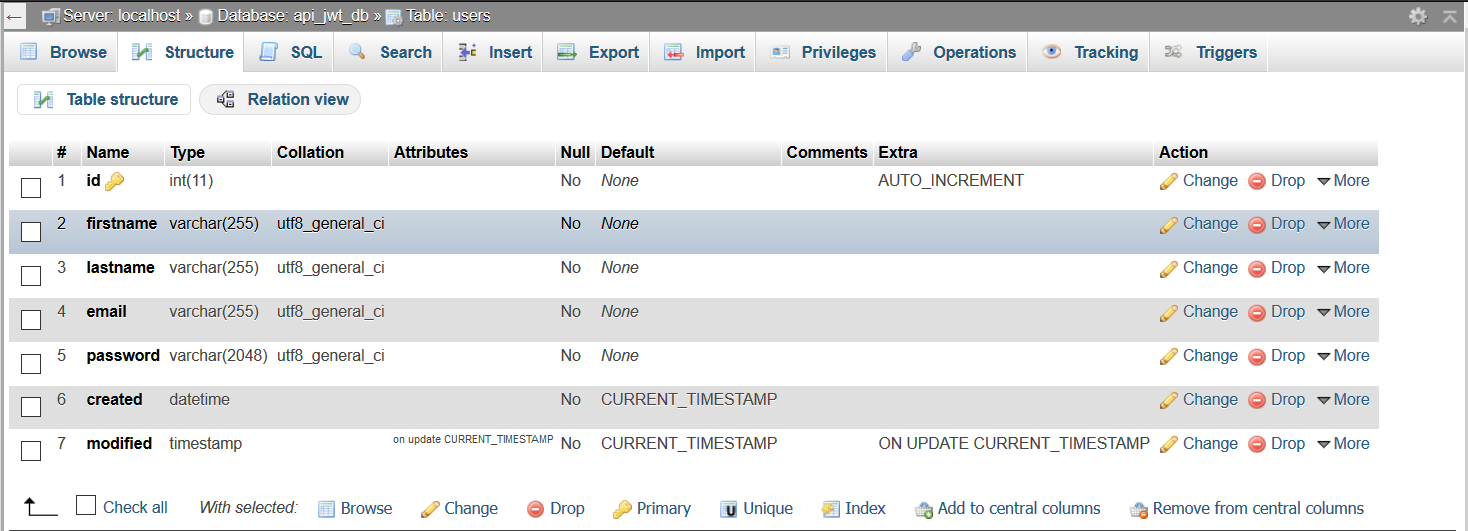 Server: localhost » Database: api_jwt_db » Table: users
Browse Structure SQL Search Insert Export Import Privileges Operations Tracking Triggers
Table structure Relation view
# Name Type Collation Attributes Null Default Comments Extra Action
1 id int(11) No None AUTO_INCREMENT Change Drop More
2 firstname varchar(255) utf8_general_ci No None Change Drop More
3 lastname varchar(255) utf8_general_ci No None Change Drop More
4 email varchar(255) utf8_general_ci No None Change Drop More
5 password varchar(2048) utf8_general_ci No None Change Drop More
6 created datetime No CURRENT_TIMESTAMP Change Drop More
7 modified timestamp on update CURRENT_TIMESTAMP No CURRENT_TIMESTAMP ON UPDATE CURRENT_TIMESTAMP Change Drop More
Check all With selected: Browse Change Drop Primary Unique Index Add to central columns Remove from central columns